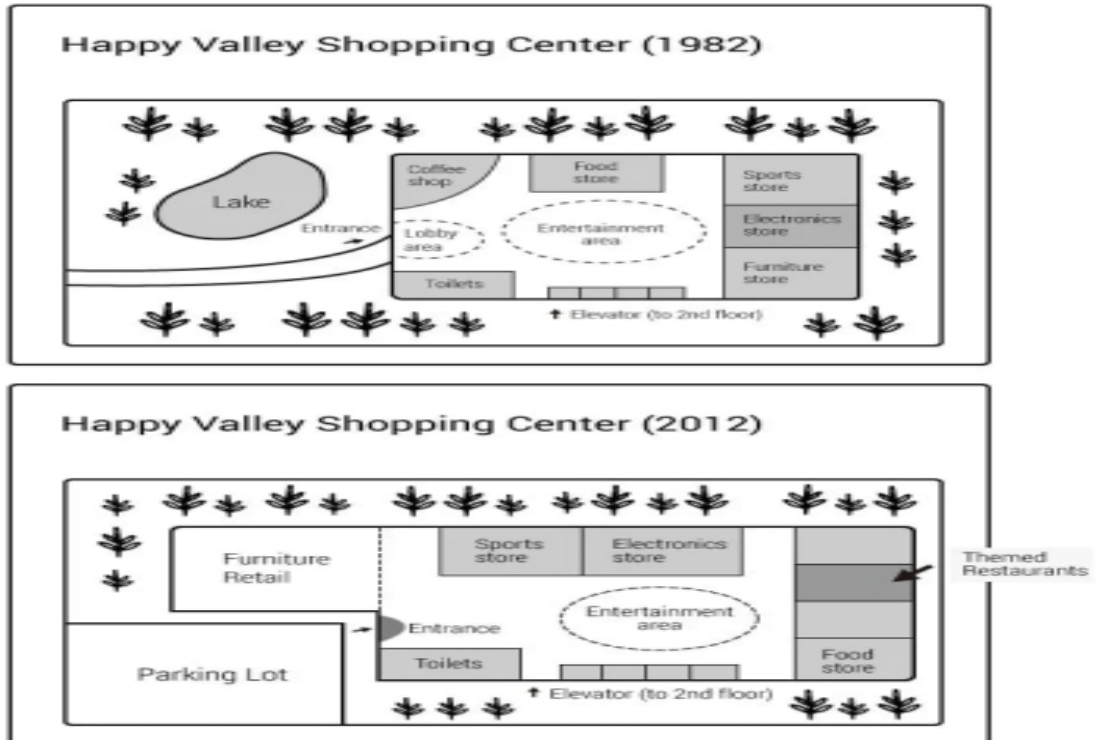 Happy Valley Shopping Center (1982)
Coffee
shop
Food
store
Sports
store
Lake
Entrance
Lobby
area
Entertainment
area
Electronics
store
Furniture
store
Toilets
Elevator (to 2nd floor)
Happy Valley Shopping Center (2012)
Furniture
Retail
Sports
store
Electronics
store
Themed
Restaurants
Entertainment
area
Entrance
Parking Lot
Toilets
Food
store
Elevator (to 2nd floor)